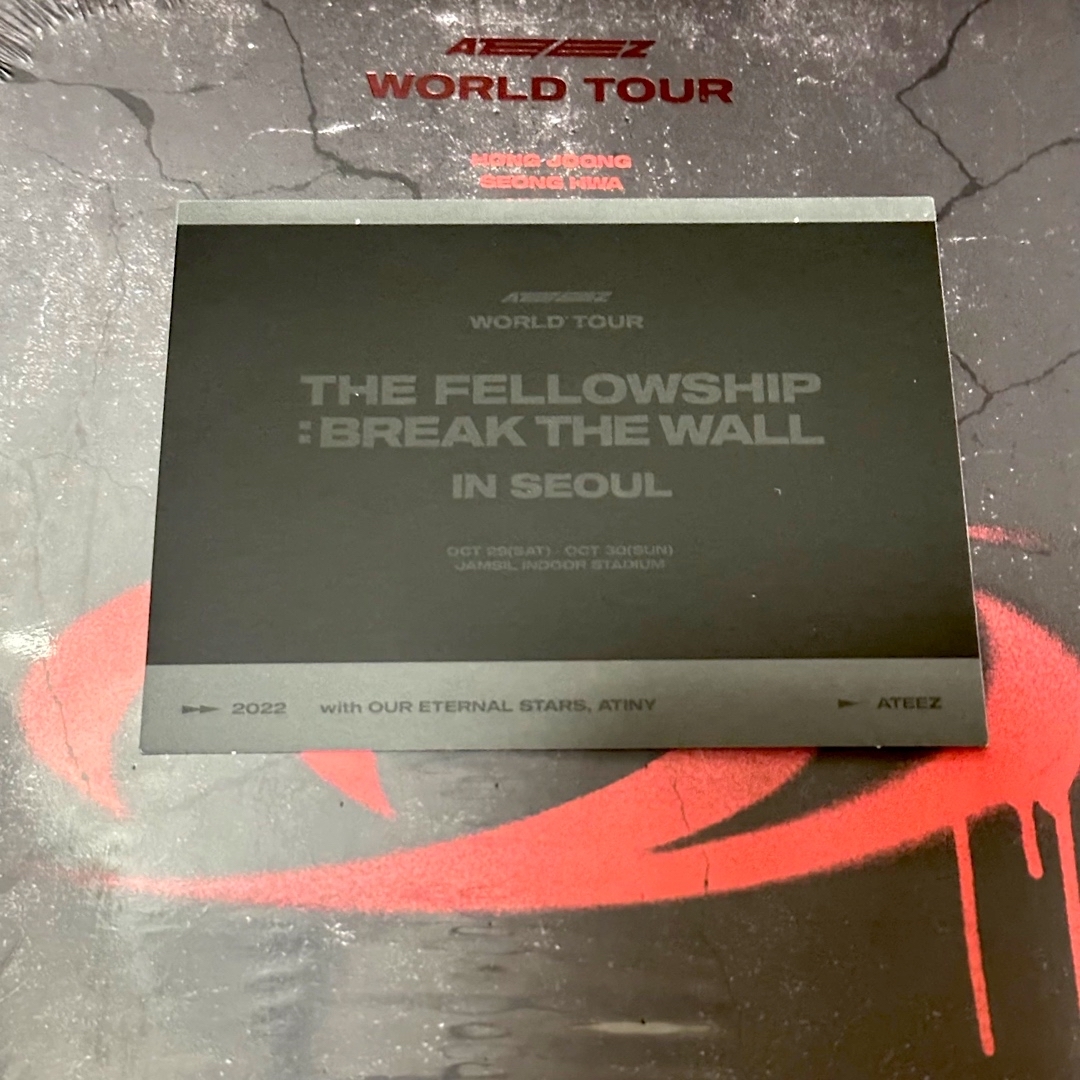 ATEEZ
WORLD TOUR
HONG JOONG
SEONG HWA
ATEEZ
WORLD TOUR
THE FELLOWSHIP
: BREAK THE WALL
IN SEOUL
OCT 29(SAT) - OCT 30(SUN)
JAMSIL INDOOR STADIUM
2022 with OUR ETERNAL STARS, ATINY ATEEZ